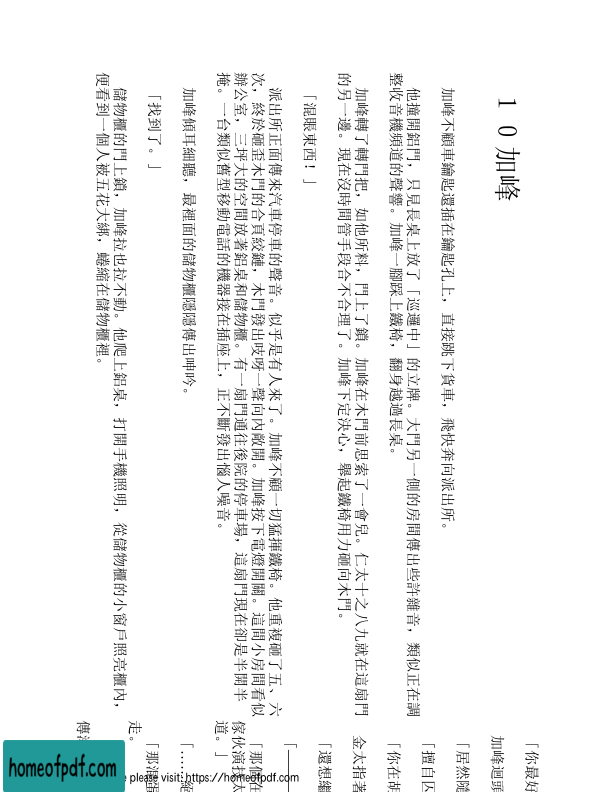 10加峰
加峰不顧車鑰匙還插在鑰匙孔上，直接跳下貨車，飛快奔向派出所。
他撞開鋁門，只見長桌上放了「巡邏中」的立牌。大門另一側的房間傳出些許雜音，類似正在調
整收音機頻道的聲響。加峰一腳踩上鐵椅，翻身越過長桌。
加峰轉了轉門把，如他所料，門上了鎖。加峰在木門前思索了一會兒。仁太十之八九就在這扇門
的另一邊。現在沒時間管手段合不合理了。加峰下定決心，舉起鐵椅用力砸向木門。
「混賬東西！」
派出所正面傳來汽車停車的聲音。似乎是有人來了。加峰不顧一切猛揮鐵椅。他重複砸了五、六
次，終於砸歪木門的合頁絞鏈，木門發出吱呀一聲向內敞開。加峰按下電燈開關。這間小房間看似
辦公室，三坪大的空間放著鋁桌和儲物櫃。有一扇門通往後院的停車場，這扇門現在卻是半開半
掩。一台類似舊型移動電話的機器接在插座上，正不斷發出惱人噪音。
加峰傾耳細聽，最裡面的儲物櫃隱隱傳出呻吟。
「找到了。」
儲物櫃的門上鎖，加峰拉也拉不動。他爬上鋁桌，打開手機照明，從儲物櫃的小窗戶照亮櫃內，
便看到一個人被五花大綁，蜷縮在儲物櫃裡。
「你最好
加峰迴頭
「居然隨
「擅自囚
「你在胡
金太指著
「還想繼
「
「那個在
傢伙演技太
道。」
「……範
「那混賬
走。
傳
homeofpdf.com
e please visit: https://homeofpdf.com